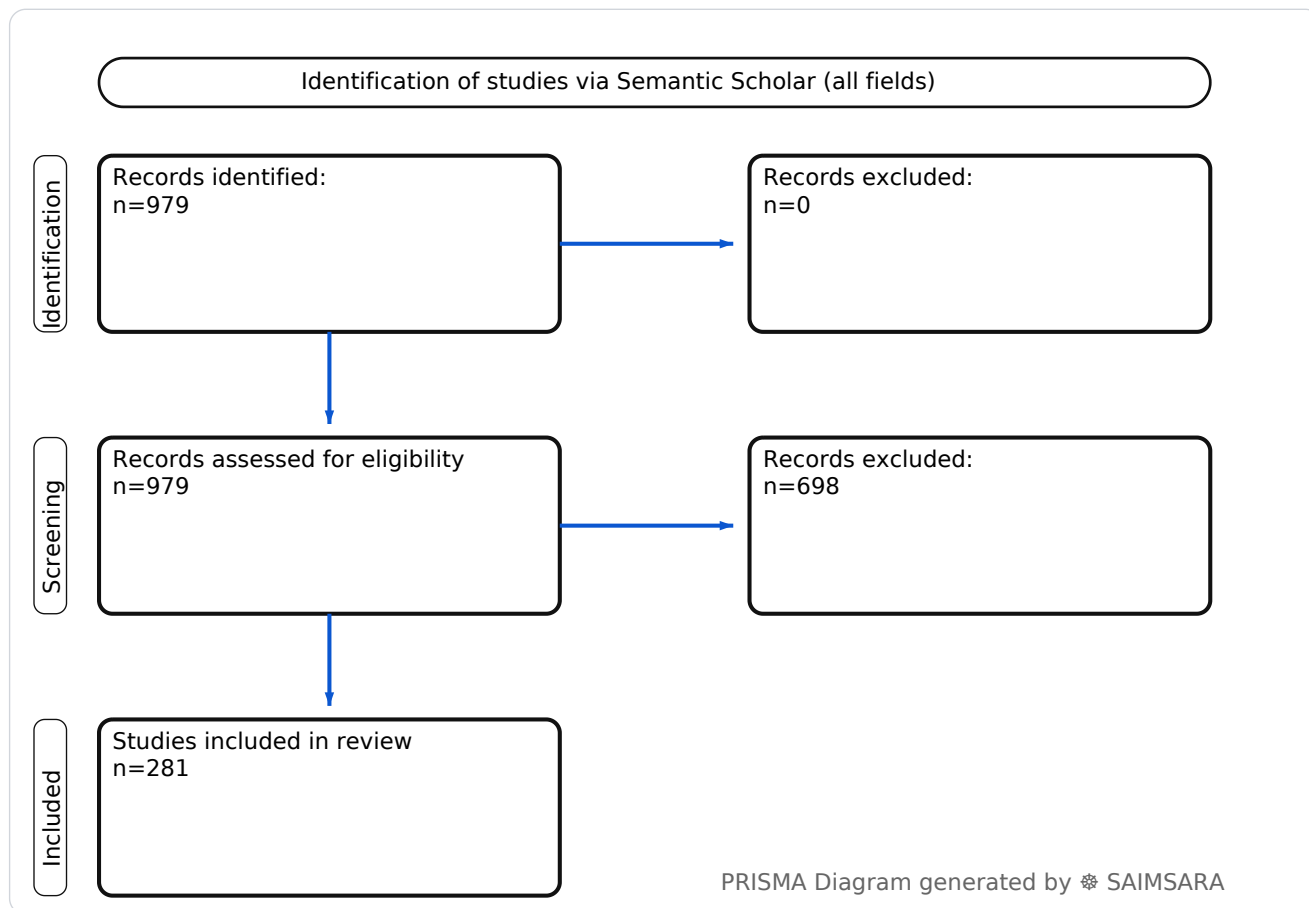 Identification of studies via Semantic Scholar (all fields)
Identification
Records identified:
n=979
Records excluded:
n=0
Screening
Records assessed for eligibility
n=979
Records excluded:
n=698
Included
Studies included in review
n=281
PRISMA Diagram generated by ☸ SAIMSARA